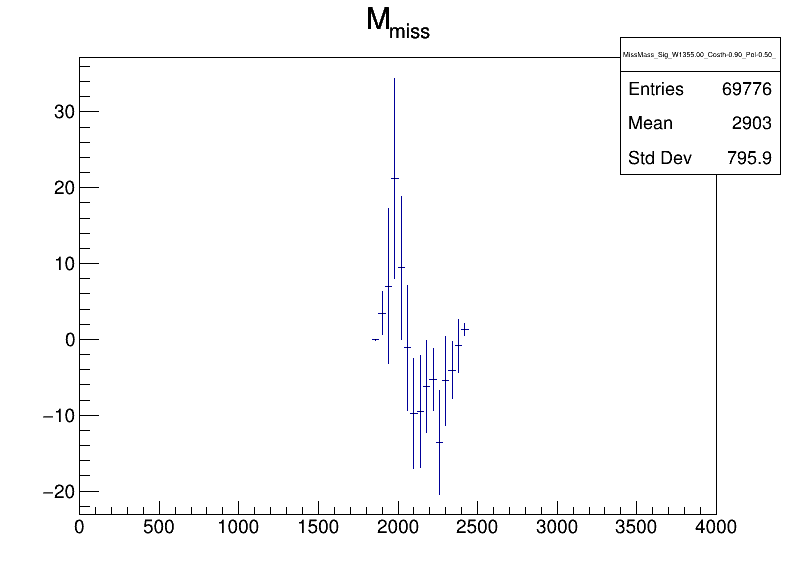 M_miss
MissMass_Sig_W1355.00_Costh-0.90_Pol-0.50_
Entries 69776
Mean 2903
Std Dev 795.9
30
20
10
0
−10
−20
0 500 1000 1500 2000 2500 3000 3500 4000